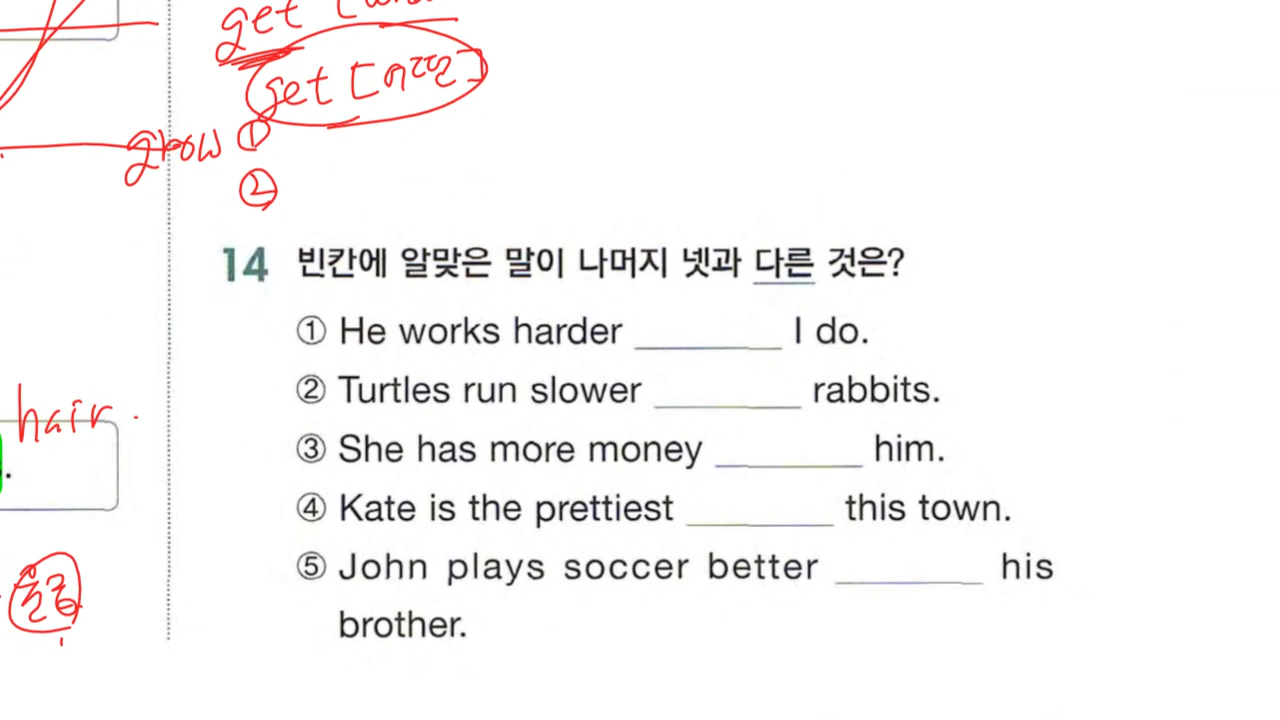 get [
get [어떤]
grow ①
②
14 빈칸에 알맞은 말이 나머지 넷과 다른 것은?
① He works harder ________ I do.
② Turtles run slower ________ rabbits.
③ She has more money ________ him.
④ Kate is the prettiest ________ this town.
⑤ John plays soccer better ________ his
brother.
hair.
.